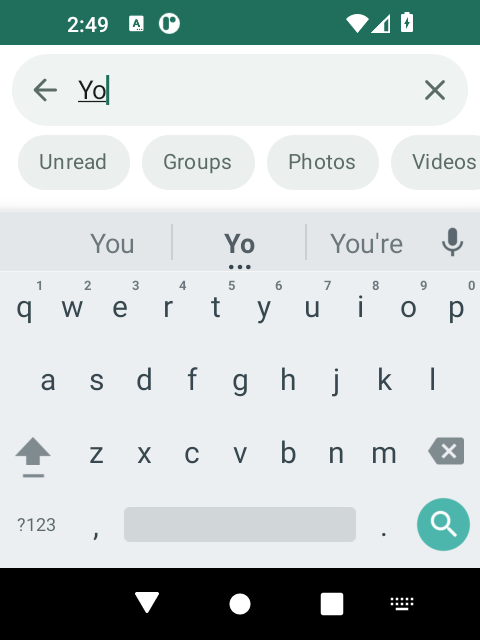 2:49 A
Yo
Unread Groups Photos Videos
You Yo You're
1 2 3 4 5 6 7 8 9 0
q w e r t y u i o p
a s d f g h j k l
z x c v b n m
?123 , .